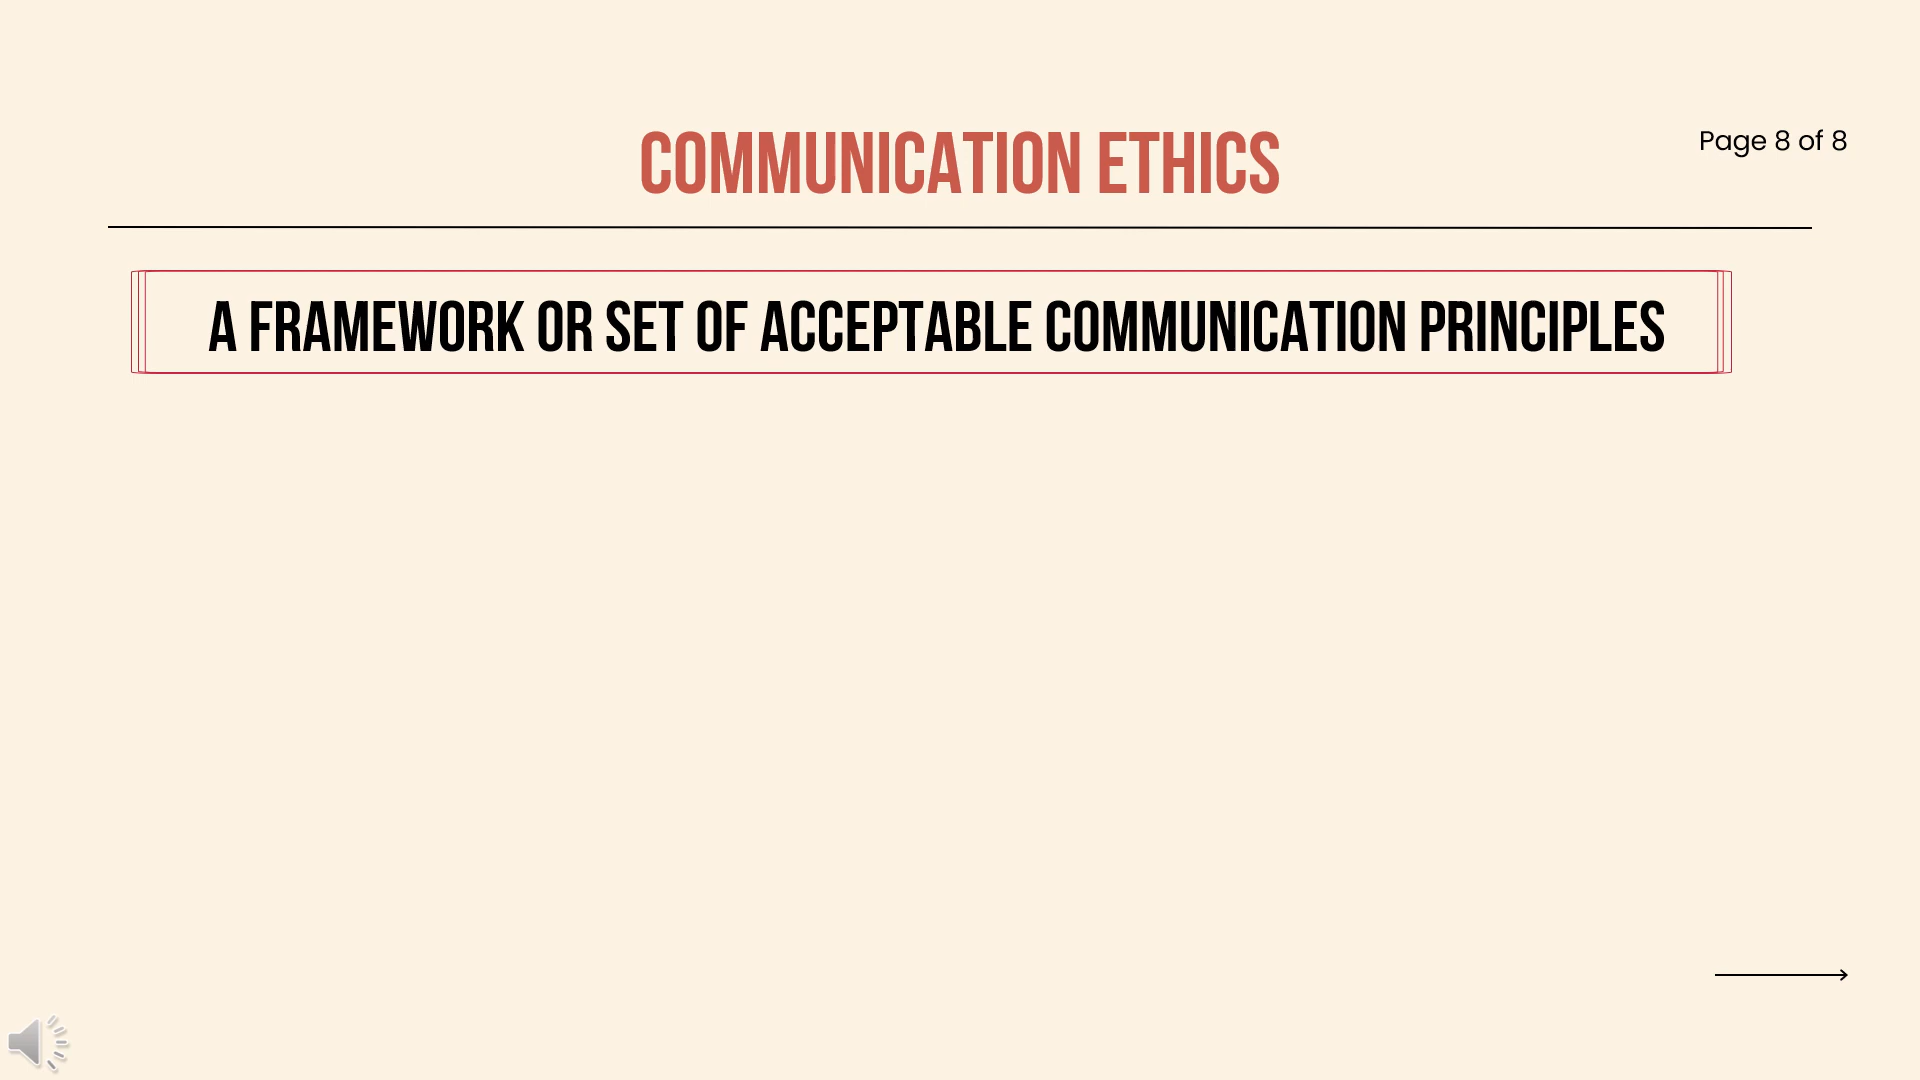 COMMUNICATION ETHICS
Page 8 of 8
A FRAMEWORK OR SET OF ACCEPTABLE COMMUNICATION PRINCIPLES